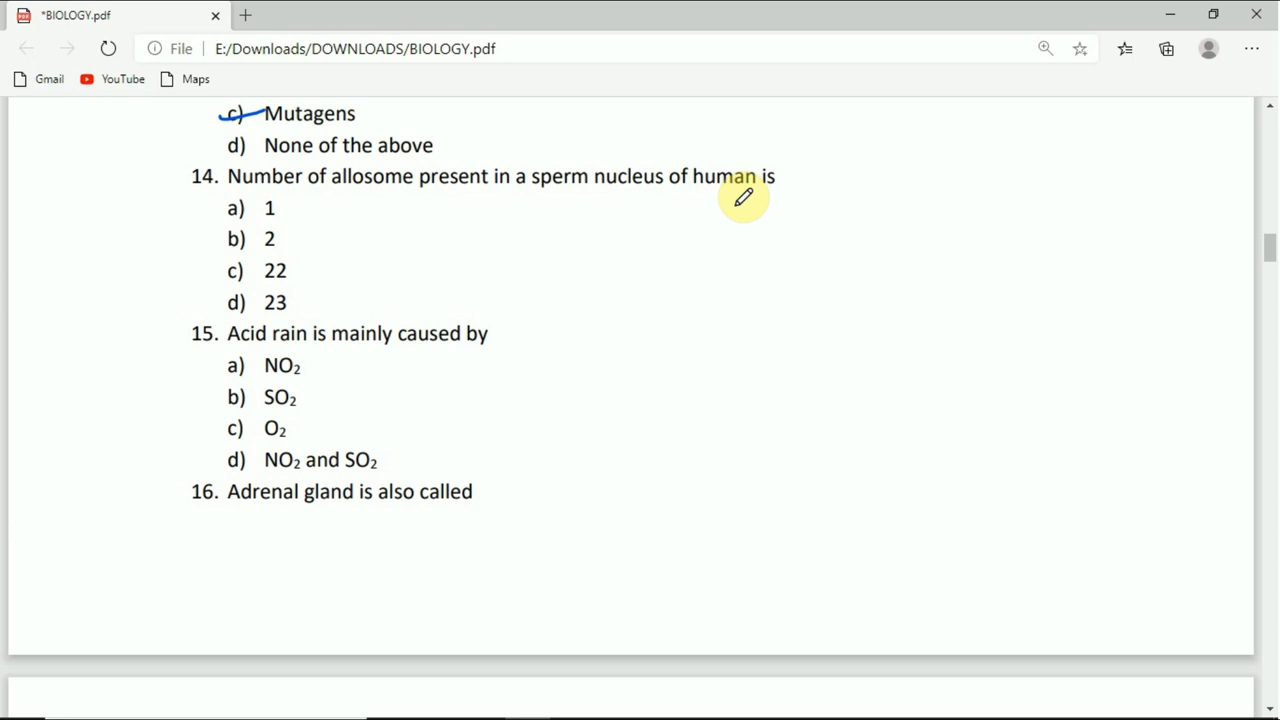 *BIOLOGY.pdf
File E:/Downloads/DOWNLOADS/BIOLOGY.pdf
Gmail YouTube Maps
c) Mutagens
d) None of the above
14. Number of allosome present in a sperm nucleus of human is
a) 1
b) 2
c) 22
d) 23
15. Acid rain is mainly caused by
a) NO₂
b) SO₂
c) O₂
d) NO₂ and SO₂
16. Adrenal gland is also called